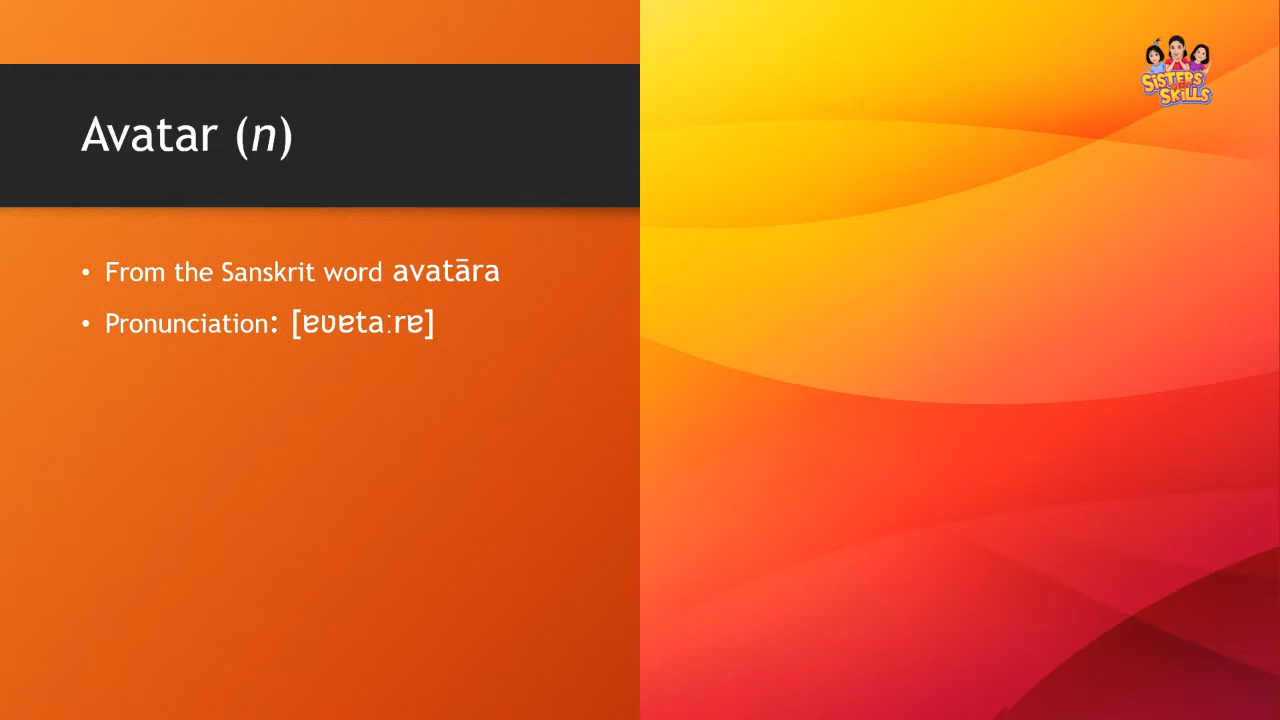 Avatar (n)
• From the Sanskrit word avatāra
• Pronunciation: [ɐʋɐtaːrɐ]
SiSTERS
SKiLLS